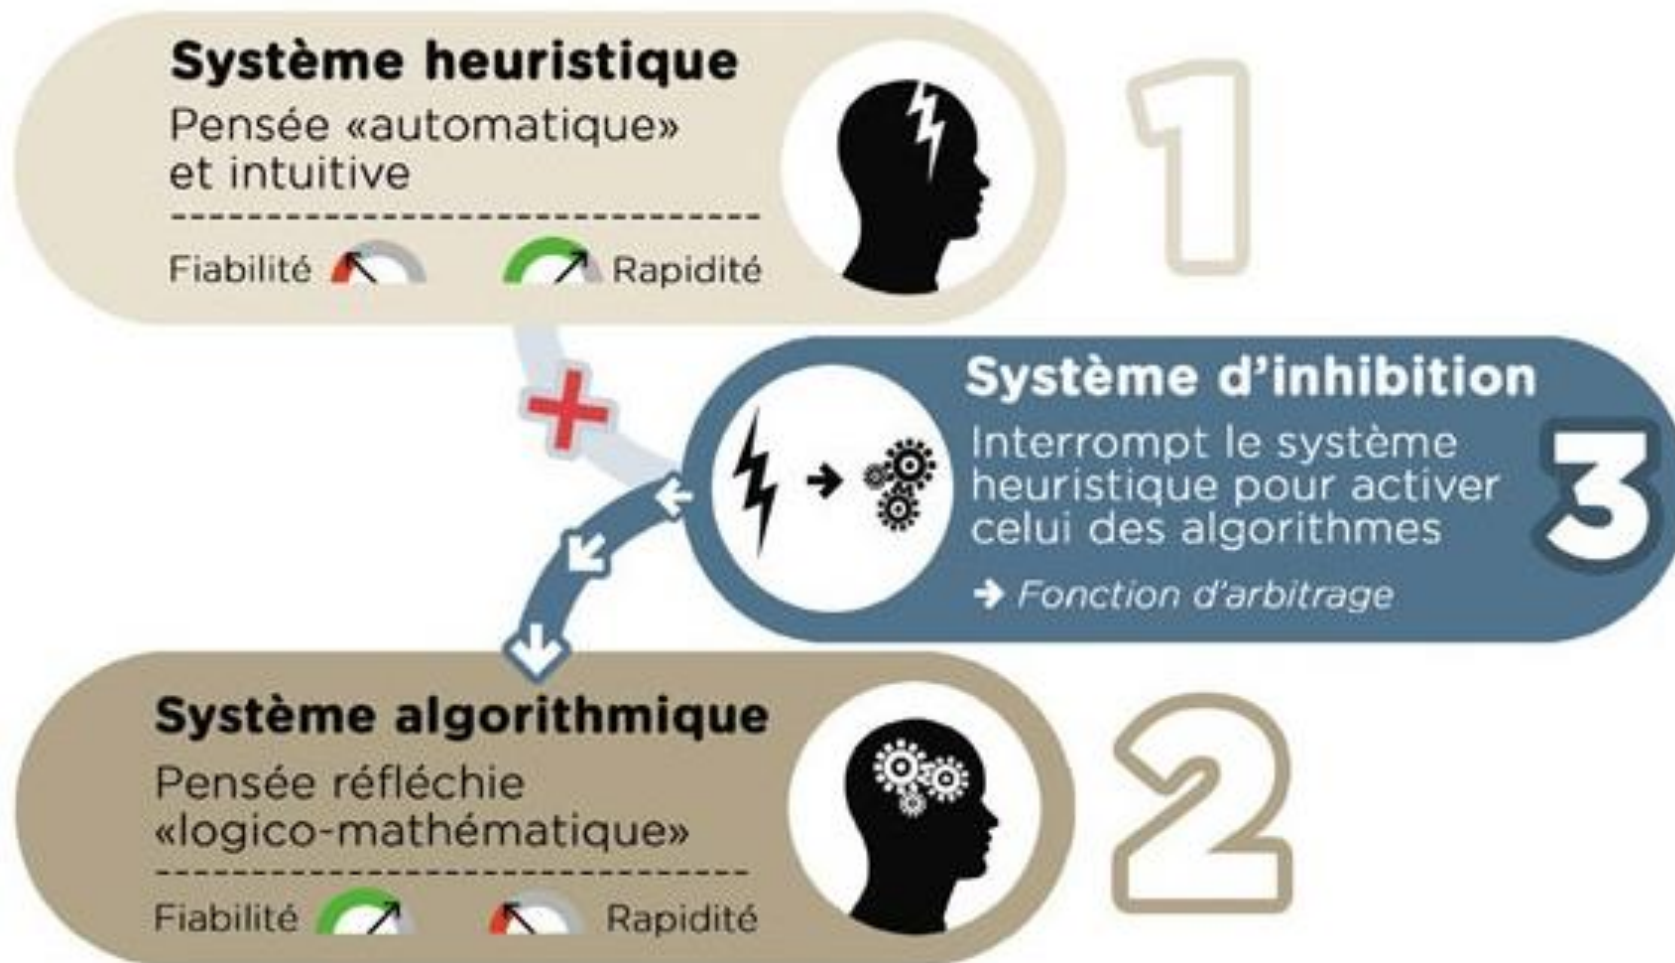 Système heuristique
Pensée «automatique»
et intuitive
Fiabilité Rapidité
1
Système d'inhibition
Interrompt le système
heuristique pour activer
celui des algorithmes
➔ Fonction d'arbitrage
3
Système algorithmique
Pensée réfléchie
«logico-mathématique»
Fiabilité Rapidité
2